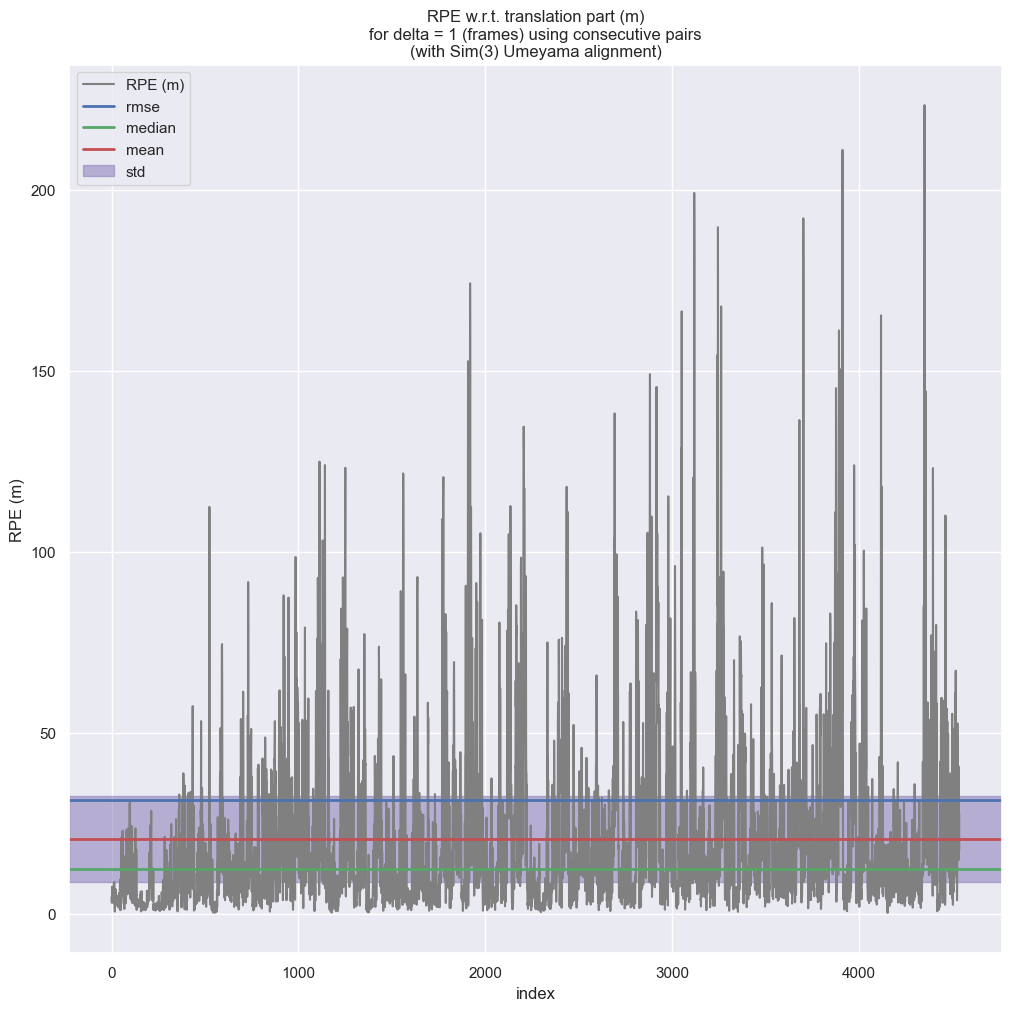 RPE w.r.t. translation part (m)
for delta = 1 (frames) using consecutive pairs
(with Sim(3) Umeyama alignment)
RPE (m)
rmse
median
mean
std
RPE (m)
200
150
100
50
0
0 1000 2000 3000 4000
index